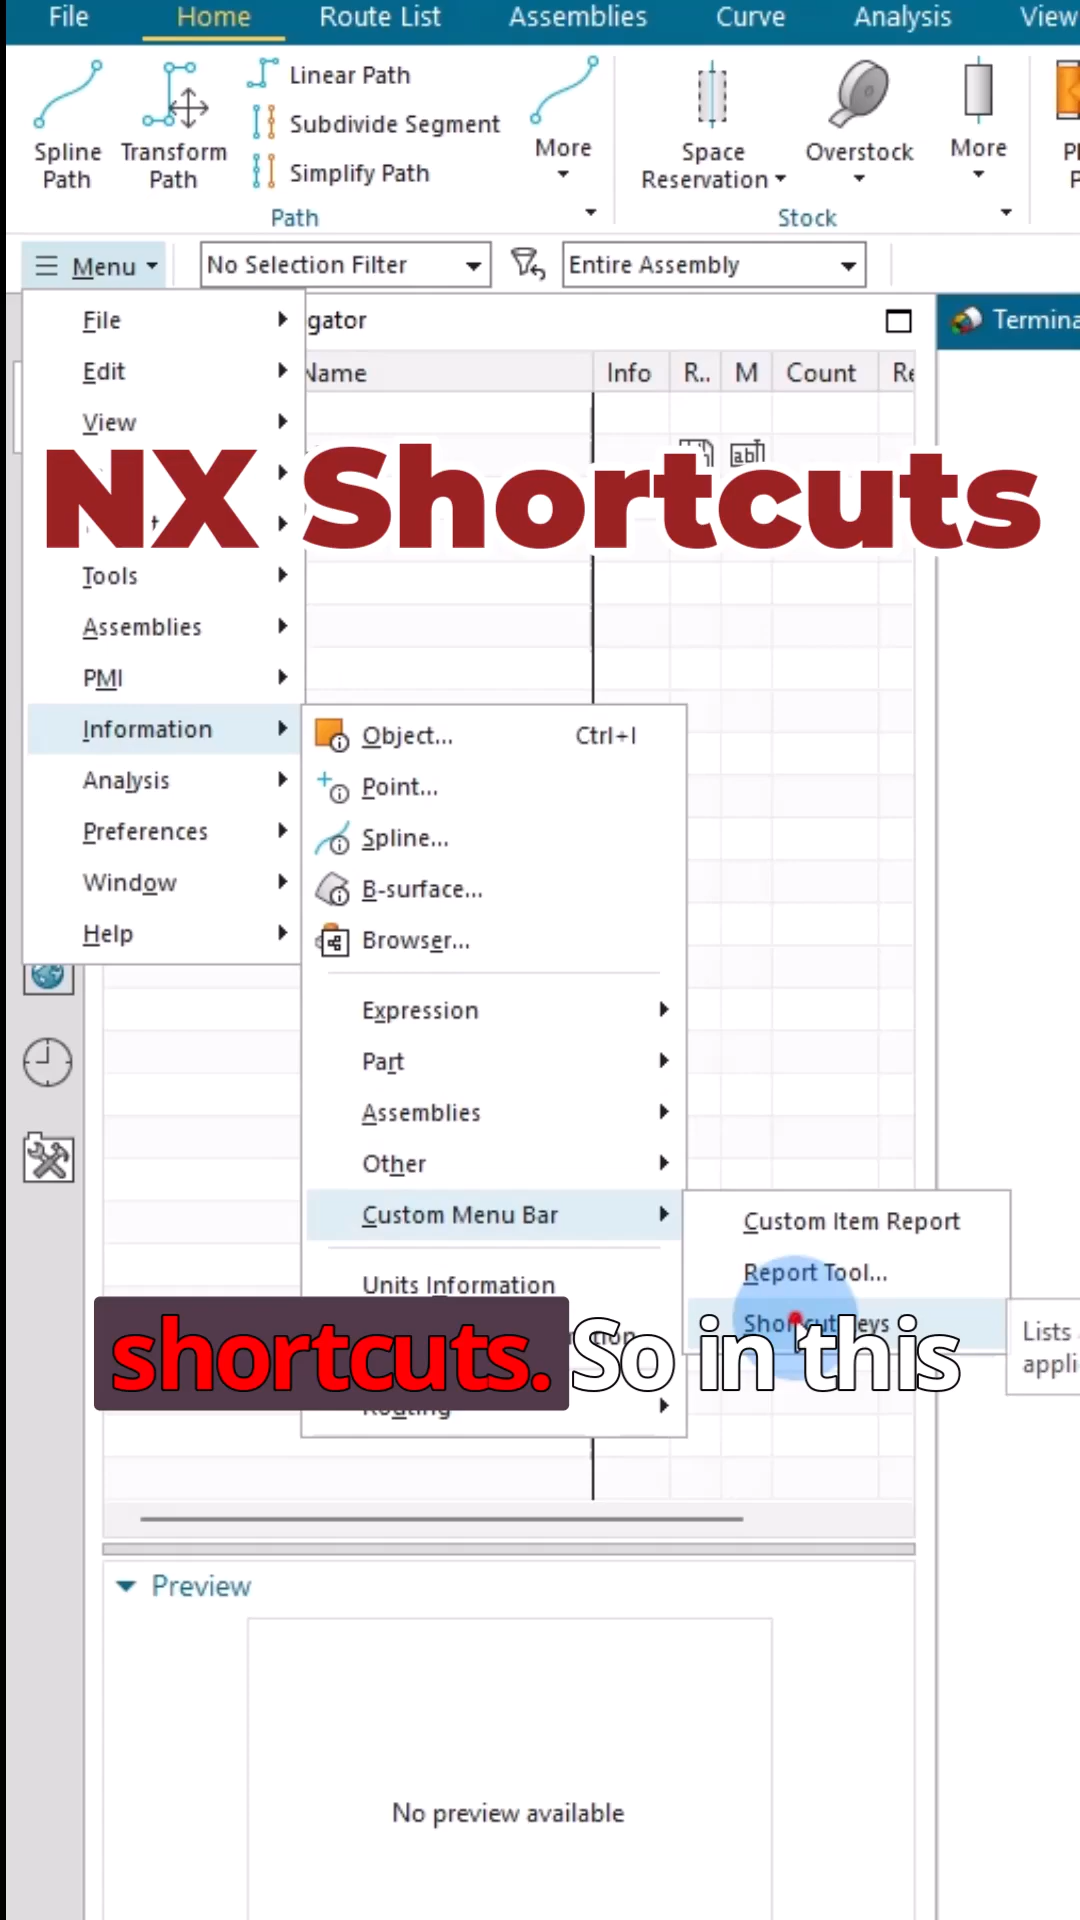 File Home Route List Assemblies Curve Analysis View
Linear Path
Subdivide Segment
Simplify Path
Spline Path
Transform Path
More
Space Reservation
Overstock
More
Path
Stock
Menu
No Selection Filter
Entire Assembly
File
gator
Edit
Name Info R.. M Count
View
NX Shortcuts
Tools
Assemblies
PMI
Information
Object... Ctrl+I
Point...
Analysis
Preferences
Spline...
Window
B-surface...
Help
Browser...
Expression
Part
Assemblies
Other
Custom Menu Bar
Custom Item Report
Report Tool...
Units Information
Shortcut Keys
Lists
shortcuts. So in this
Routing
Preview
No preview available